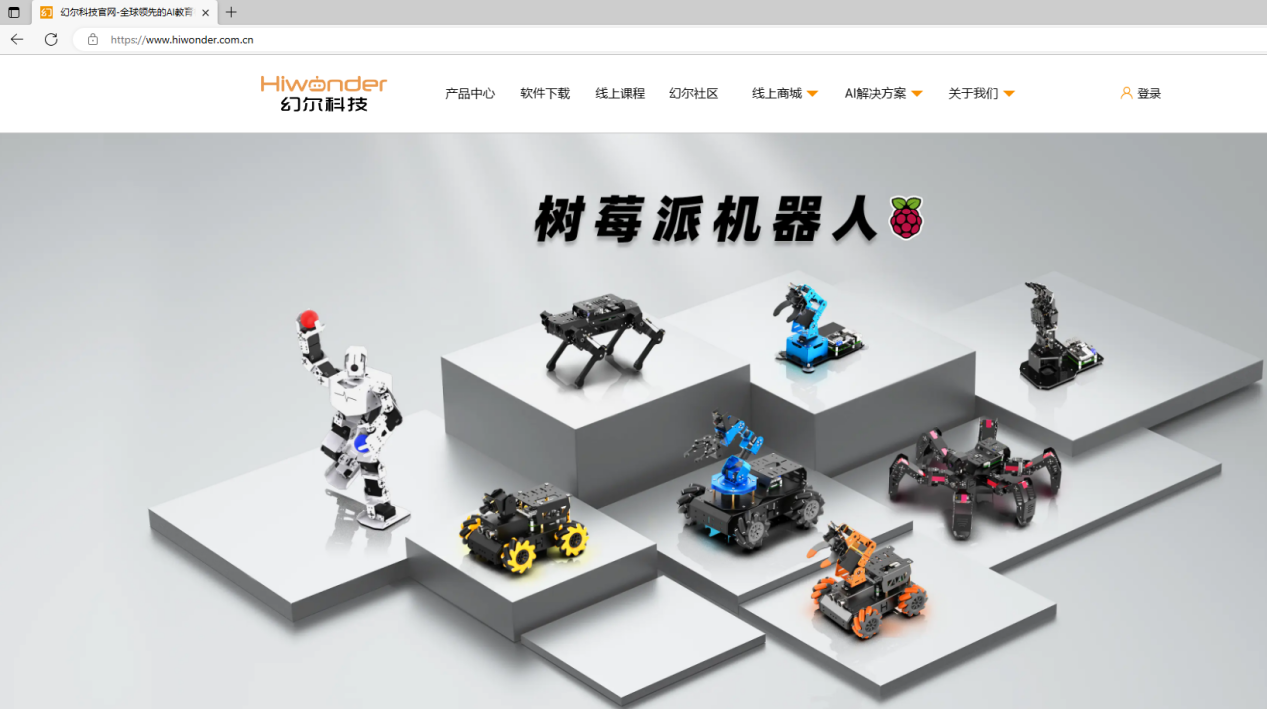 幻尔科技官网-全球领先的AI教育
https://www.hiwonder.com.cn
Hiwonder
幻尔科技
产品中心 软件下载 线上课程 幻尔社区 线上商城 AI解决方案 关于我们 登录
树莓派机器人